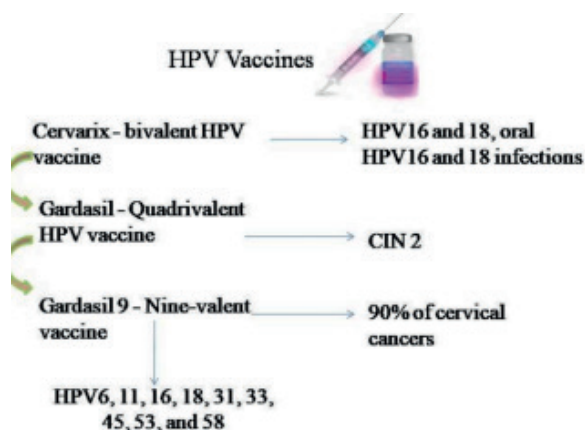 HPV Vaccines
Cervarix – bivalent HPV
vaccine
HPV16 and 18, oral
HPV16 and 18 infections
Gardasil – Quadrivalent
HPV vaccine
CIN 2
Gardasil 9 – Nine-valent
vaccine
90% of cervical
cancers
HPV6, 11, 16, 18, 31, 33,
45, 53, and 58